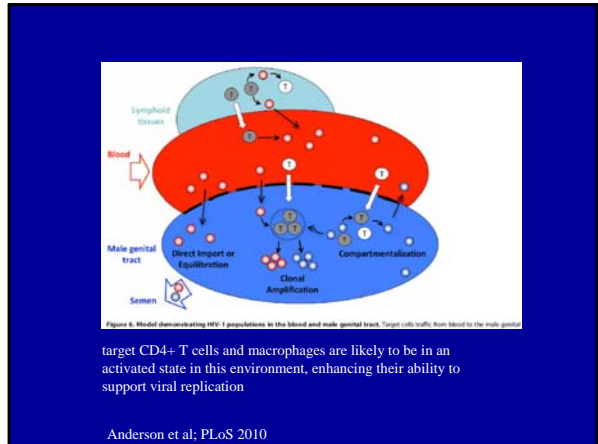 T
T
T
T
Lymphoid
tissues
T
Blood
T
T
T
T T
T
T
T
Male genital
tract
Direct Import or
Equilibration
Compartmentalization
Clonal
Amplification
Semen
Figure 6. Model demonstrating HIV-1 populations in the blood and male genital tract. Target cells traffic from blood to the male genital
target CD4+ T cells and macrophages are likely to be in an
activated state in this environment, enhancing their ability to
support viral replication
Anderson et al; PLoS 2010